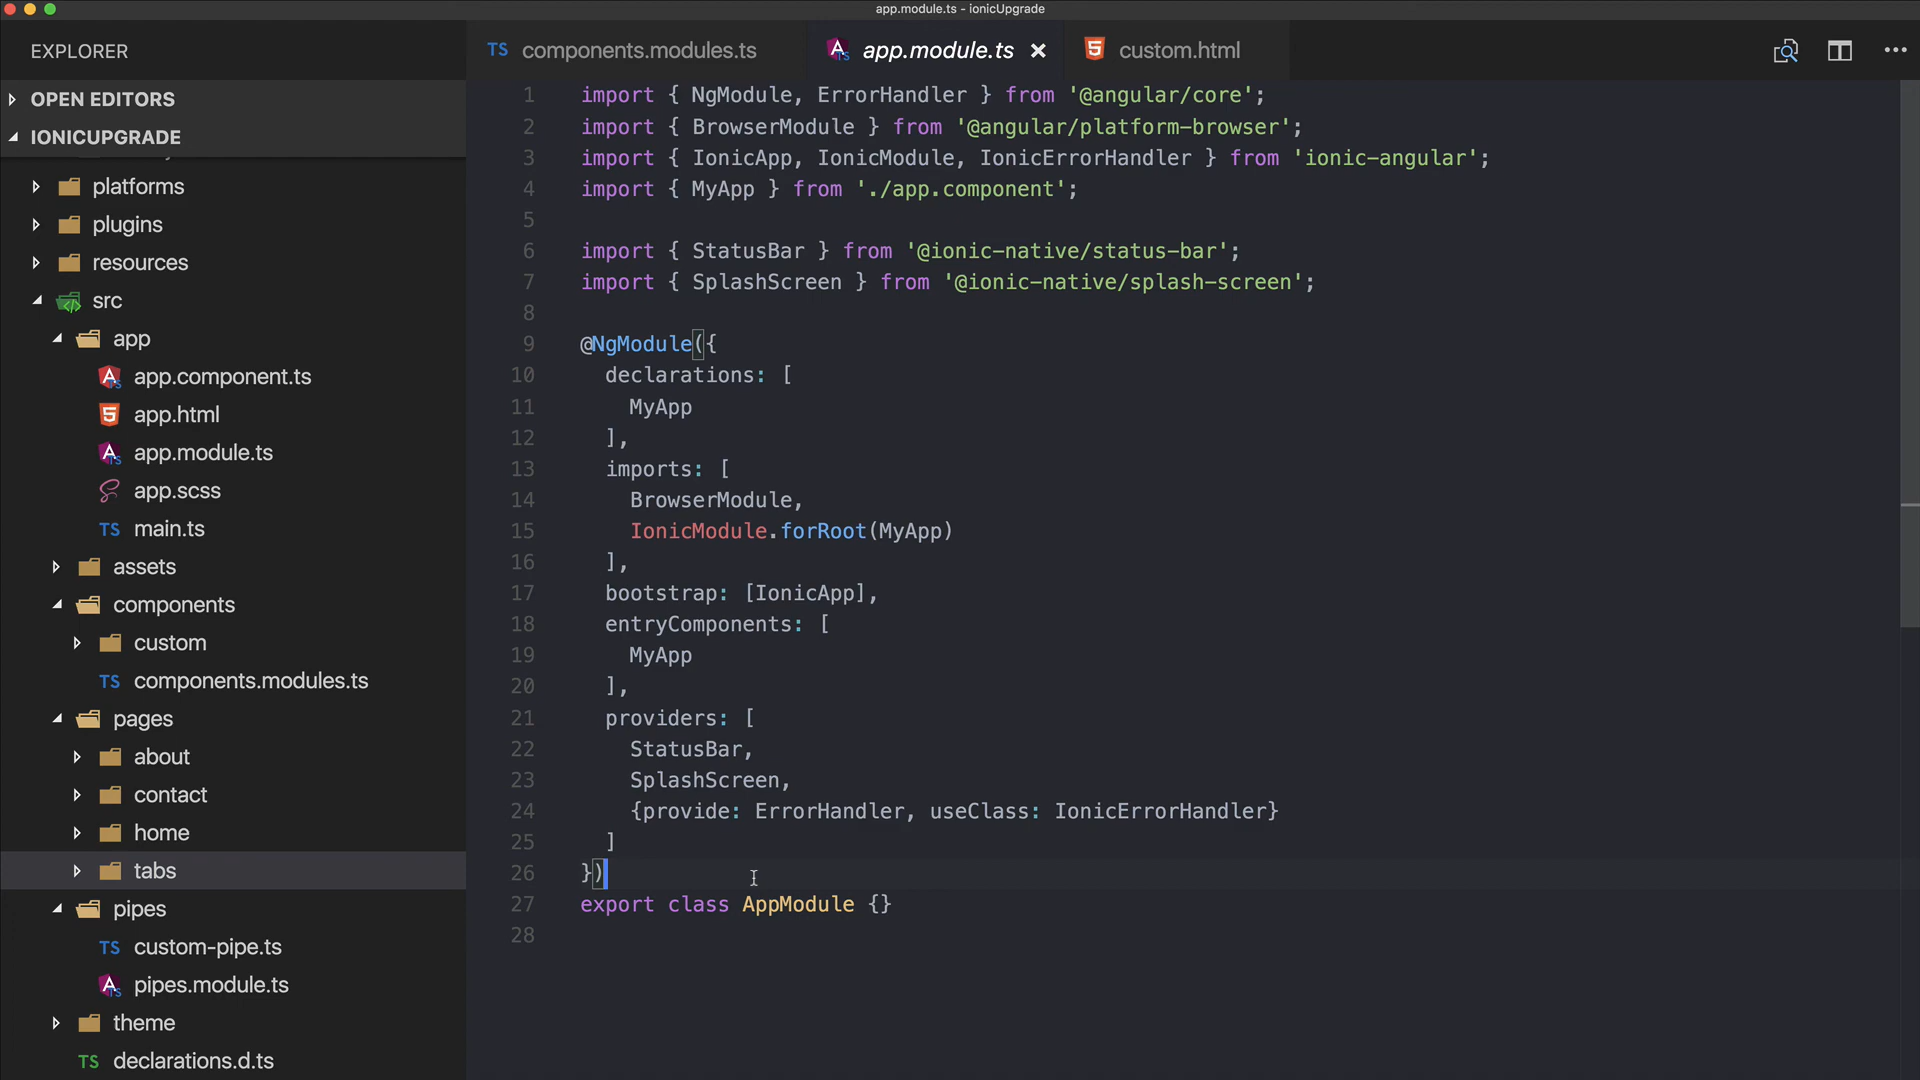 app.module.ts - ionicUpgrade
EXPLORER
OPEN EDITORS
IONICUPGRADE
platforms
plugins
resources
src
app
app.component.ts
app.html
app.module.ts
app.scss
main.ts
assets
components
custom
components.modules.ts
pages
about
contact
home
tabs
pipes
custom-pipe.ts
pipes.module.ts
theme
declarations.d.ts
components.modules.ts
app.module.ts
custom.html
1 import { NgModule, ErrorHandler } from '@angular/core';
2 import { BrowserModule } from '@angular/platform-browser';
3 import { IonicApp, IonicModule, IonicErrorHandler } from 'ionic-angular';
4 import { MyApp } from './app.component';
5
6 import { StatusBar } from '@ionic-native/status-bar';
7 import { SplashScreen } from '@ionic-native/splash-screen';
8
9 @NgModule({
10 declarations: [
11 MyApp
12 ],
13 imports: [
14 BrowserModule,
15 IonicModule.forRoot(MyApp)
16 ],
17 bootstrap: [IonicApp],
18 entryComponents: [
19 MyApp
20 ],
21 providers: [
22 StatusBar,
23 SplashScreen,
24 {provide: ErrorHandler, useClass: IonicErrorHandler}
25 ]
26 })
27 export class AppModule {}
28